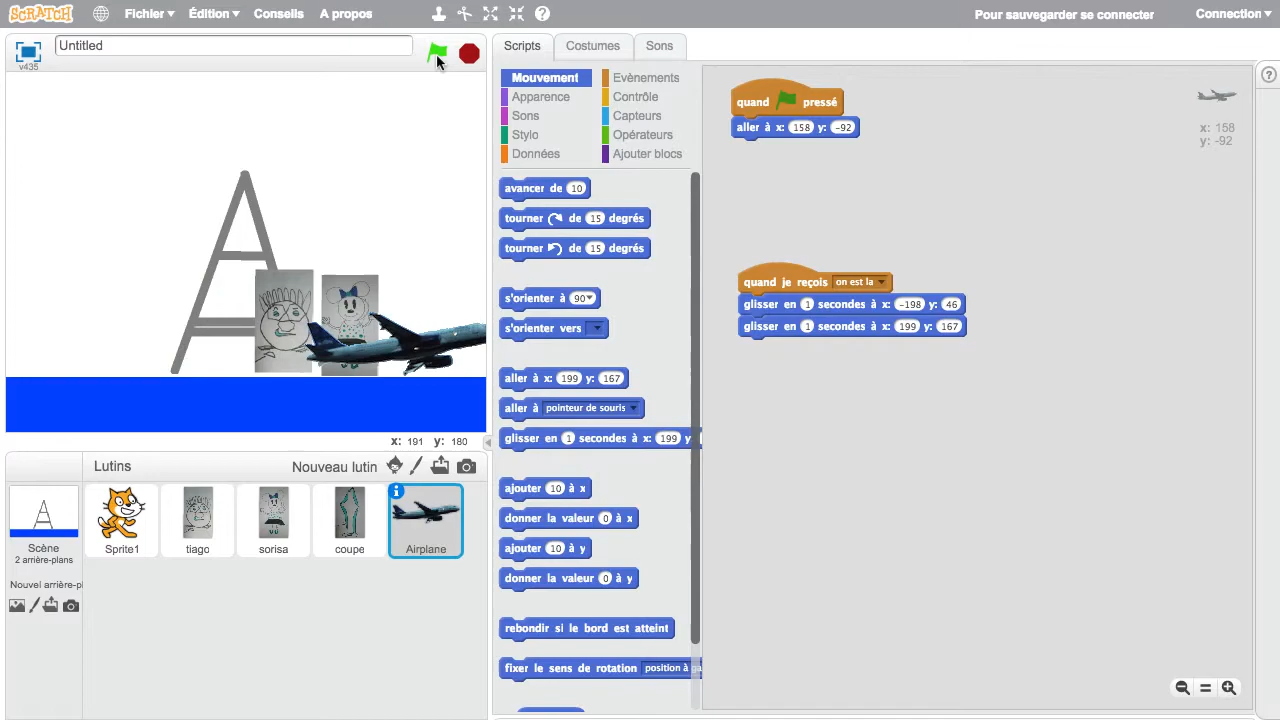 SCRATCH Fichier Édition Conseils A propos Pour sauvegarder se connecter Connection
Untitled
v435
Scripts Costumes Sons
Mouvement Evènements
Apparence Contrôle
Sons Capteurs
Stylo Opérateurs
Données Ajouter blocs
avancer de 10
tourner de 15 degrés
tourner de 15 degrés
s'orienter à 90
s'orienter vers
aller à x: 199 y: 167
aller à pointeur de souris
glisser en 1 secondes à x: 199 y
ajouter 10 à x
donner la valeur 0 à x
ajouter 10 à y
donner la valeur 0 à y
rebondir si le bord est atteint
fixer le sens de rotation position à ga
quand pressé
aller à x: 158 y: -92
x: 158
y: -92
quand je reçois on est la
glisser en 1 secondes à x: -198 y: 46
glisser en 1 secondes à x: 199 y: 167
x: 191 y: 180
Lutins Nouveau lutin
Scène
2 arrière-plans
Nouvel arrière-pl
Sprite1 tiago sorisa coupe Airplane